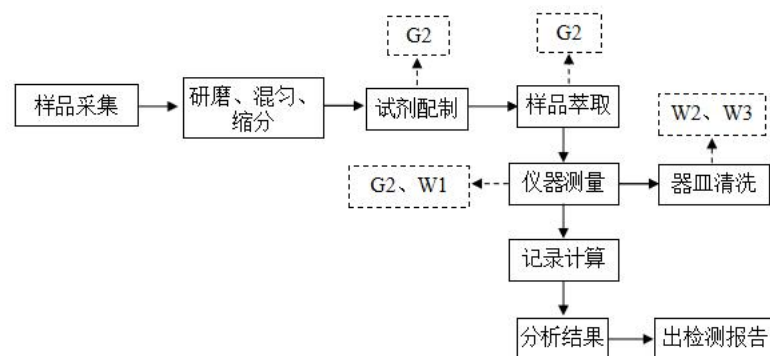 G2
G2
样品采集
研磨、混匀、
缩分
试剂配制
样品萃取
W2、W3
G2、W1
仪器测量
器皿清洗
记录计算
分析结果
出检测报告